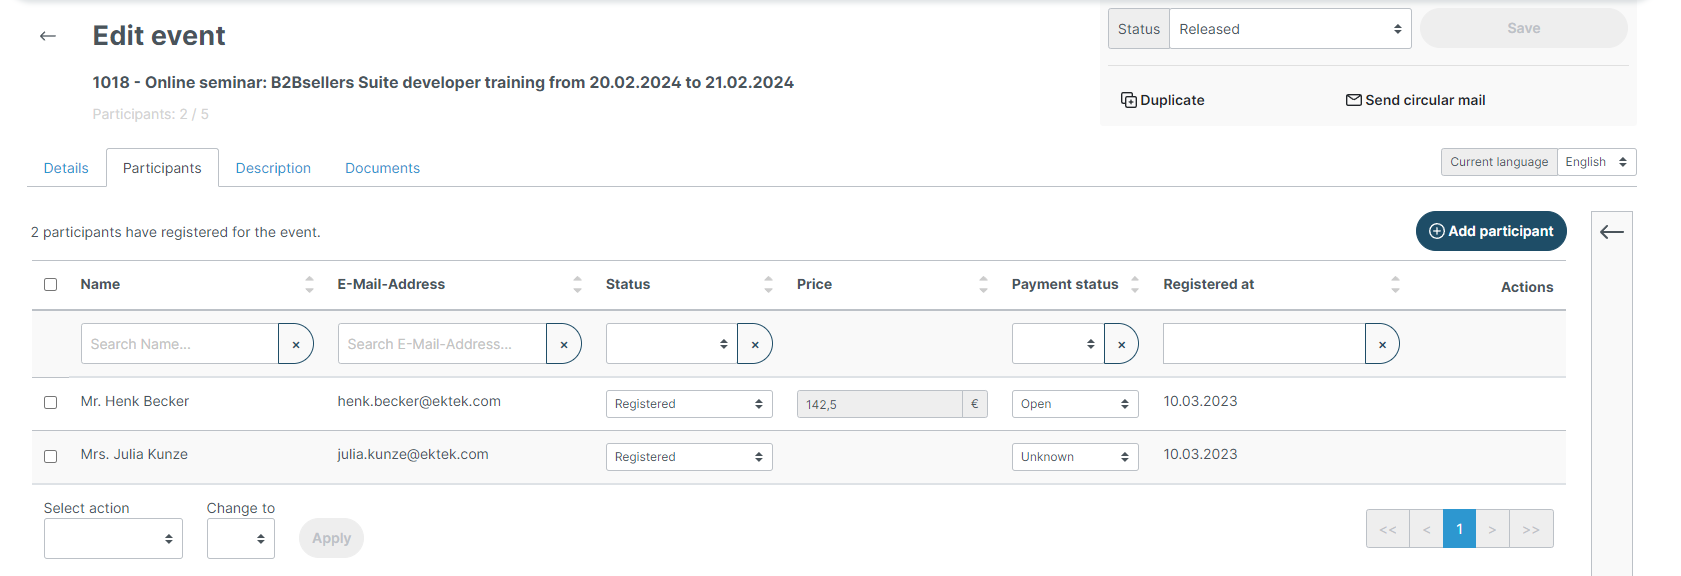 Edit event
Status Released Save
1018 - Online seminar: B2Bsellers Suite developer training from 20.02.2024 to 21.02.2024
Participants: 2 / 5
Duplicate Send circular mail
Details Participants Description Documents
Current language English
2 participants have registered for the event.
Add participant
Name E-Mail-Address Status Price Payment status Registered at Actions
Search Name... × Search E-Mail-Address... × × × ×
Mr. Henk Becker henk.becker@ektek.com Registered 142,5 € Open 10.03.2023
Mrs. Julia Kunze julia.kunze@ektek.com Registered Unknown 10.03.2023
Select action Change to
Apply
<< < 1 > >>